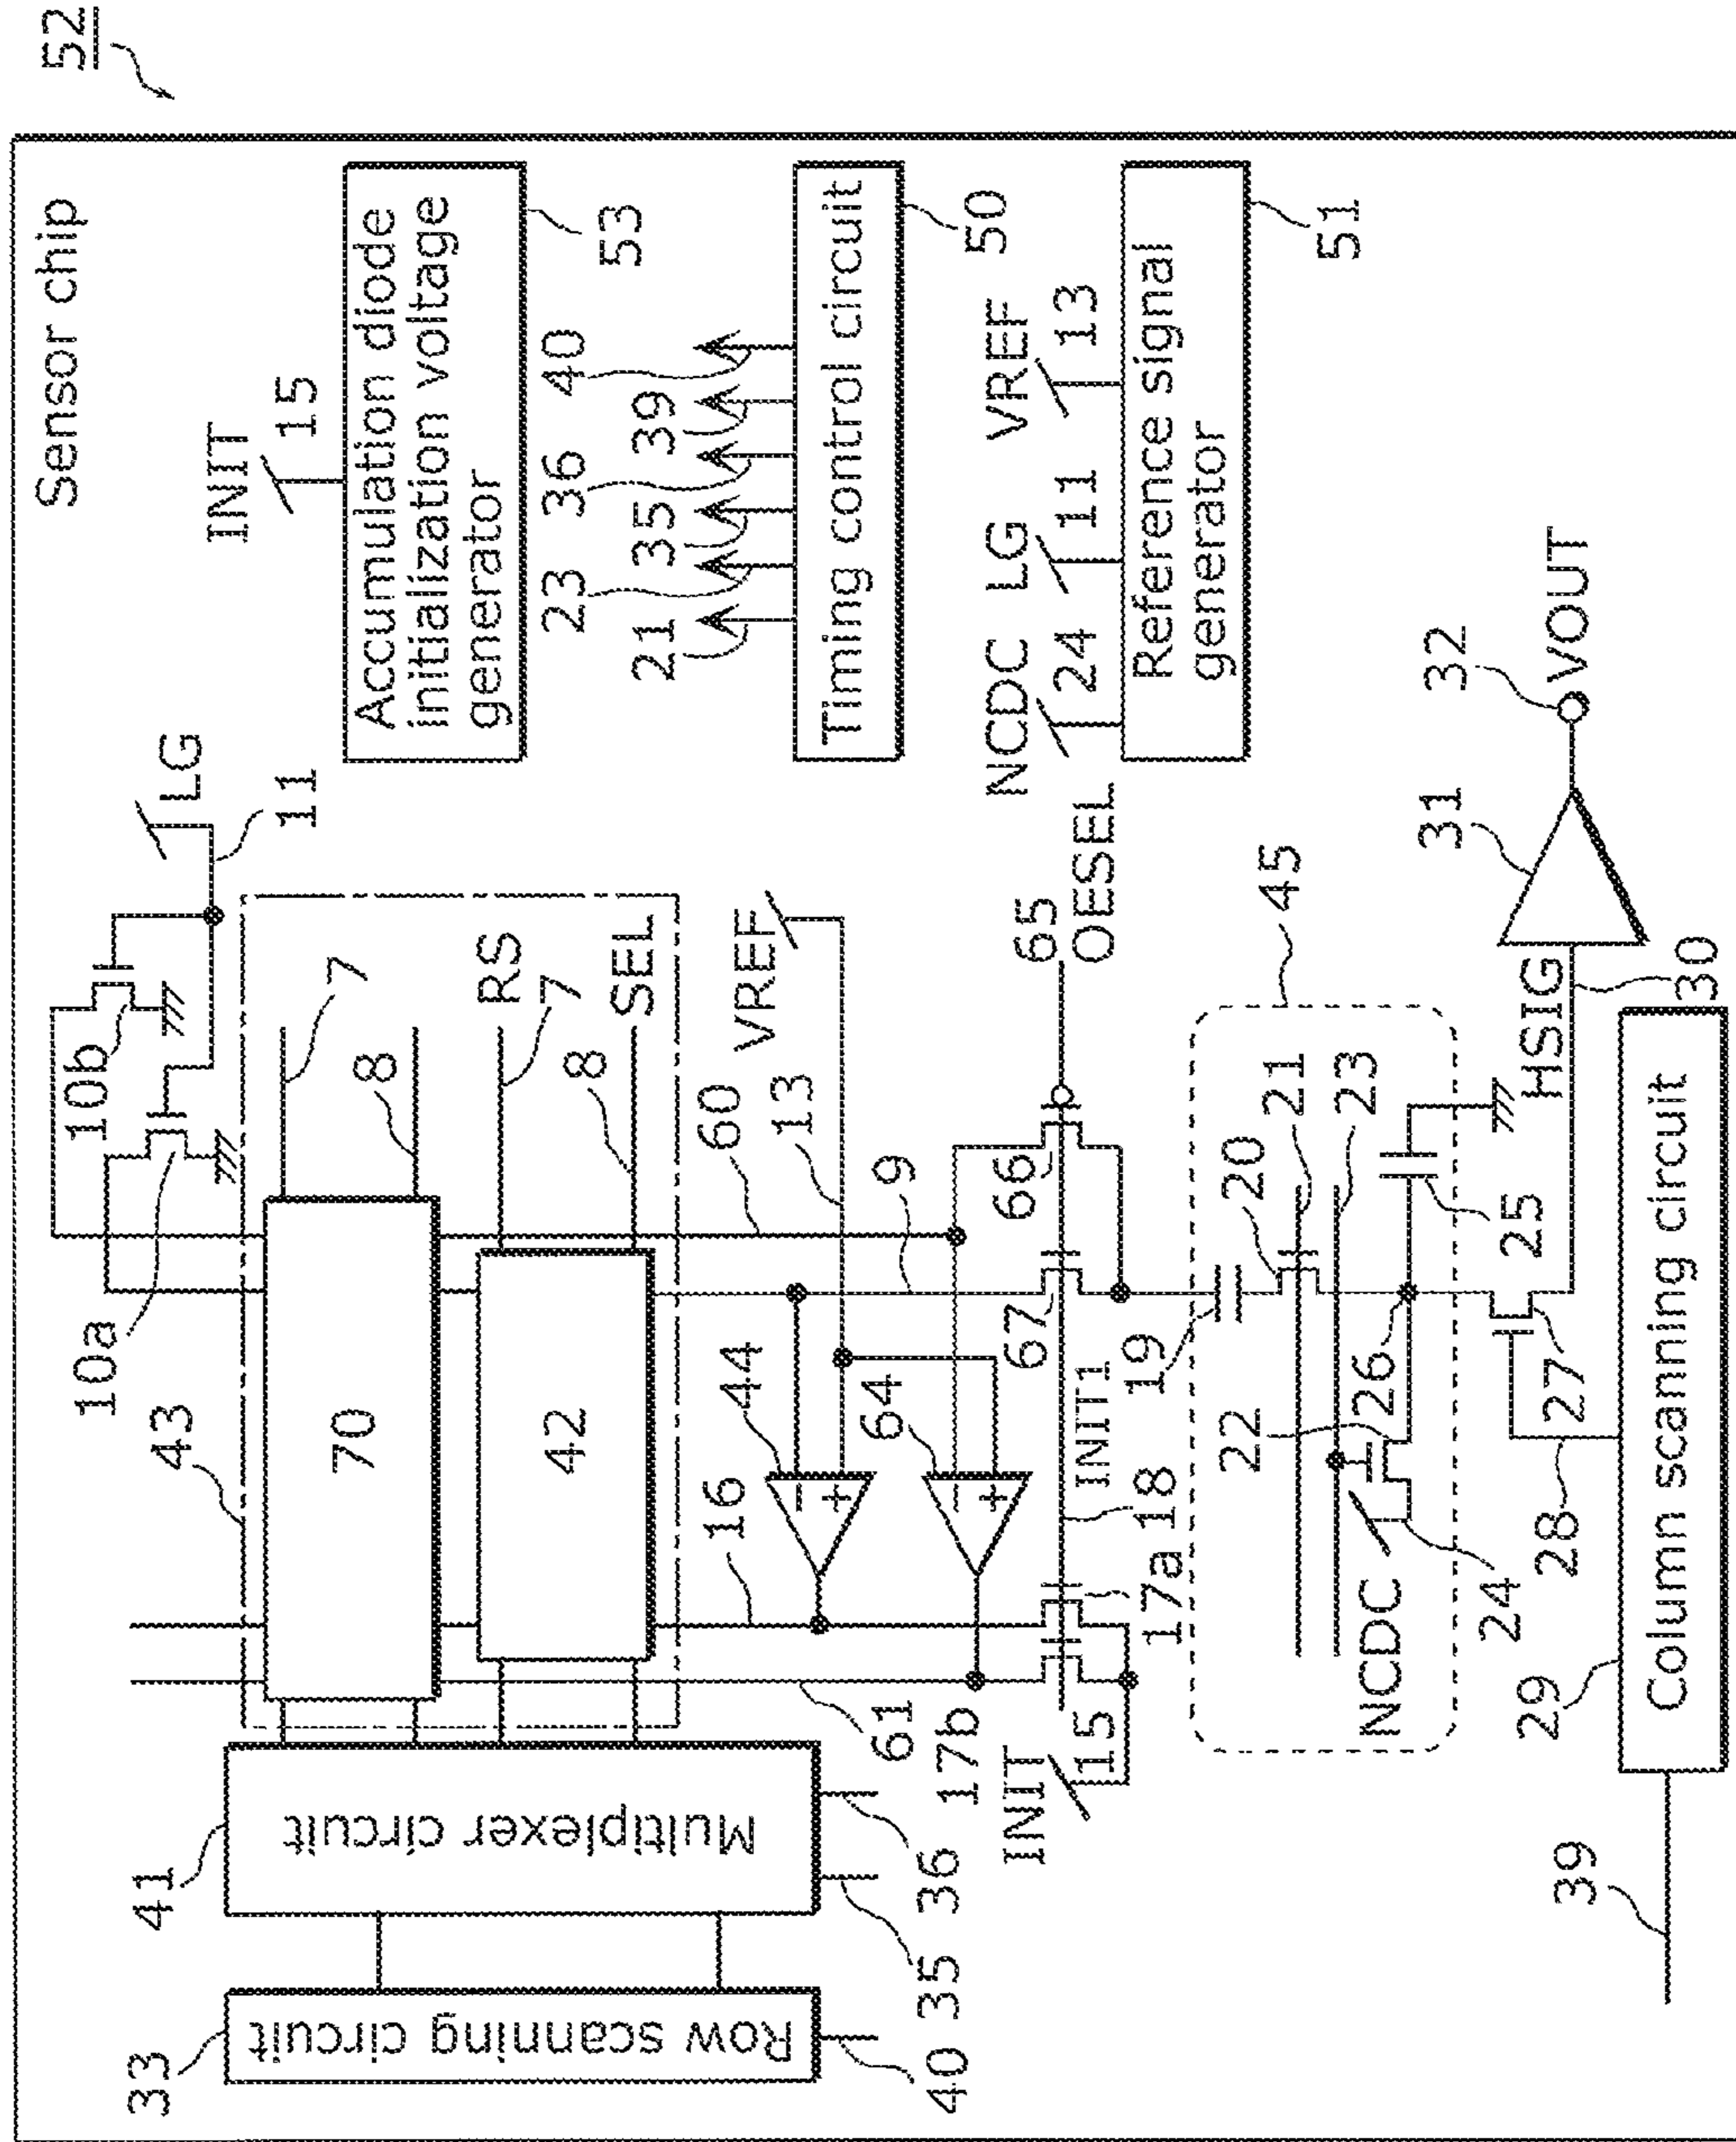 52
Sensor chip
INIT
15
Accumulation diode
initialization voltage
generator
53
21
23
35
36
39
40
Timing control circuit
50
NCDC
24
LG
11
VREF
13
Reference signal
generator
51
LG
11
10a
10b
43
70
42
7
8
RS
7
SEL
8
41
Multiplexer circuit
33
Row scanning circuit
40
35
36
16
61
44
−
+
64
−
+
VREF
13
60
9
17b
17a
18
INIT1
INIT
15
67
66
65
OESEL
45
19
20
21
22
23
NCDC
24
26
25
27
28
HSIG
30
31
32
VOUT
29
Column scanning circuit
39